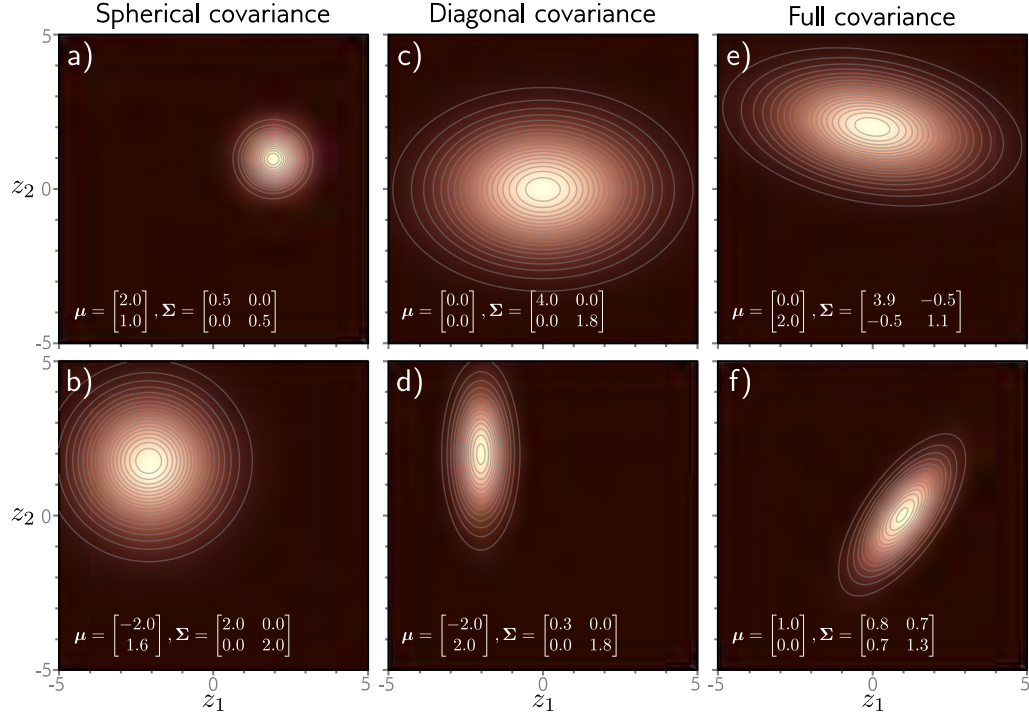 Spherical covariance
Diagonal covariance
Full covariance
a)
c)
e)
5
5
5
z₂ 0
-5
μ = [2.0 1.0], Σ = [0.5 0.0 0.0 0.5]
μ = [0.0 0.0], Σ = [4.0 0.0 0.0 1.8]
μ = [0.0 2.0], Σ = [3.9 −0.5 −0.5 1.1]
b)
d)
f)
5
5
5
z₂ 0
-5
μ = [−2.0 1.6], Σ = [2.0 0.0 0.0 2.0]
μ = [−2.0 2.0], Σ = [0.3 0.0 0.0 1.8]
μ = [1.0 0.0], Σ = [0.8 0.7 0.7 1.3]
-5 5
-5 0 5
-5 0 5
z₁
z₁
z₁